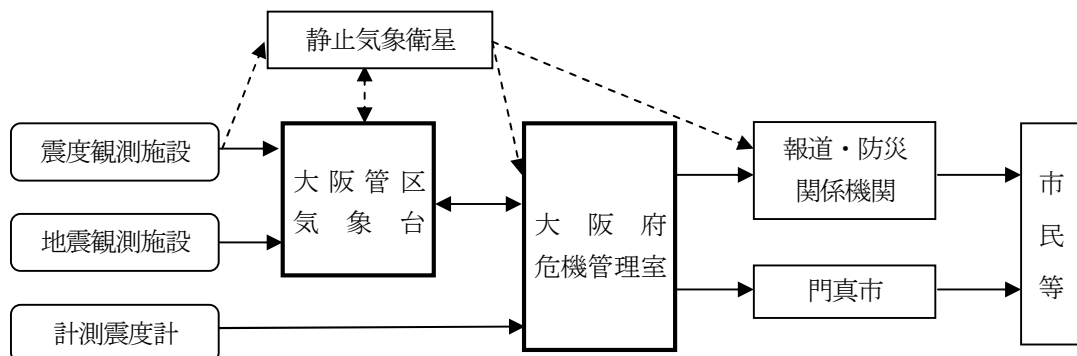 静止気象衛星
震度観測施設
地震観測施設
計測震度計
大阪管区
気象台
大阪府
危機管理室
報道・防災
関係機関
門真市
市
民
等